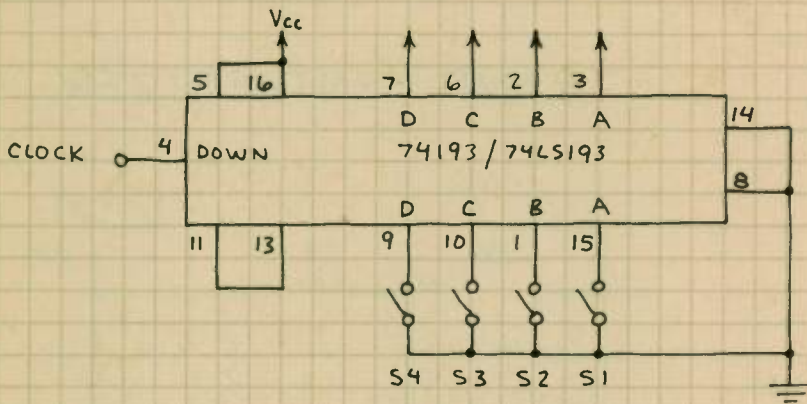 Vcc
5 16 7 6 2 3
D C B A 14
CLOCK 4 DOWN 74193/74LS193
8
D C B A
11 13 9 10 1 15
S4 S3 S2 S1